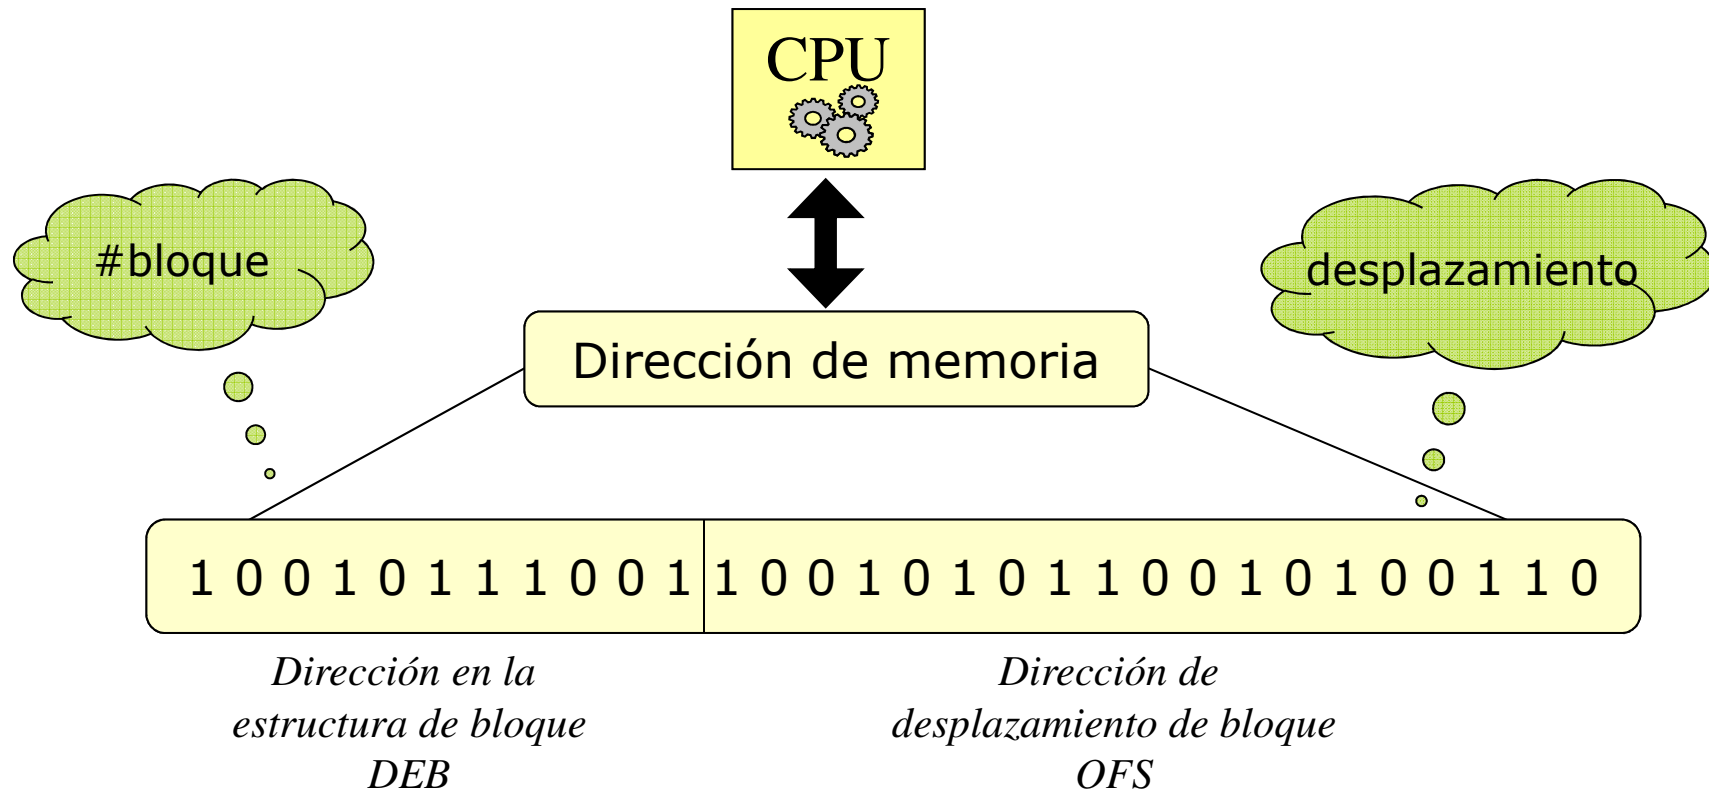 CPU
#bloque
desplazamiento
Dirección de memoria
1 0 0 1 0 1 1 1 0 0 1 1 0 0 1 0 1 0 1 1 0 0 1 0 1 0 0 1 1 0
Dirección en la
estructura de bloque
DEB
Dirección de
desplazamiento de bloque
OFS